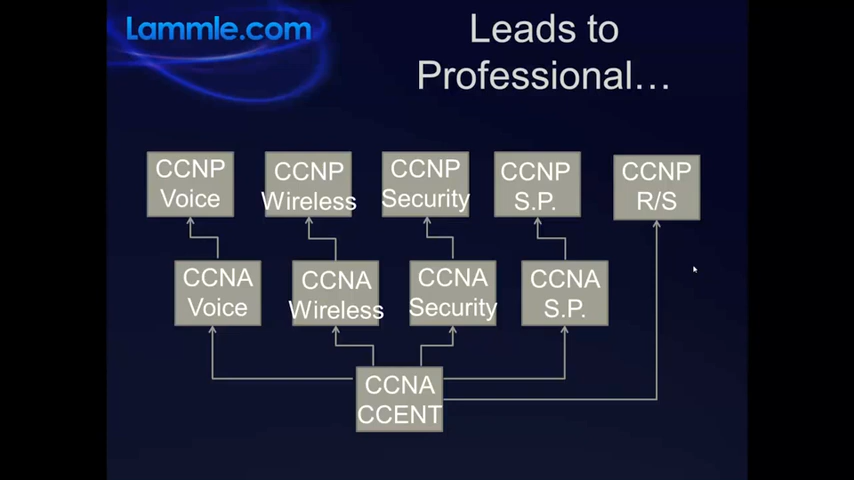 Lammle.com
Leads to
Professional...
CCNP
Voice
CCNP
Wireless
CCNP
Security
CCNP
S.P.
CCNP
R/S
CCNA
Voice
CCNA
Wireless
CCNA
Security
CCNA
S.P.
CCNA
CCENT